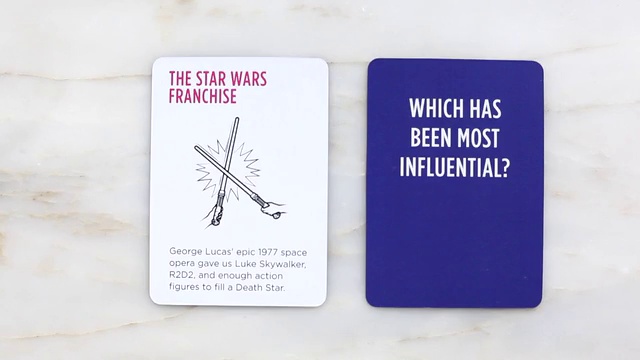 THE STAR WARS
FRANCHISE
George Lucas' epic 1977 space
opera gave us Luke Skywalker,
R2D2, and enough action
figures to fill a Death Star.
WHICH HAS
BEEN MOST
INFLUENTIAL?